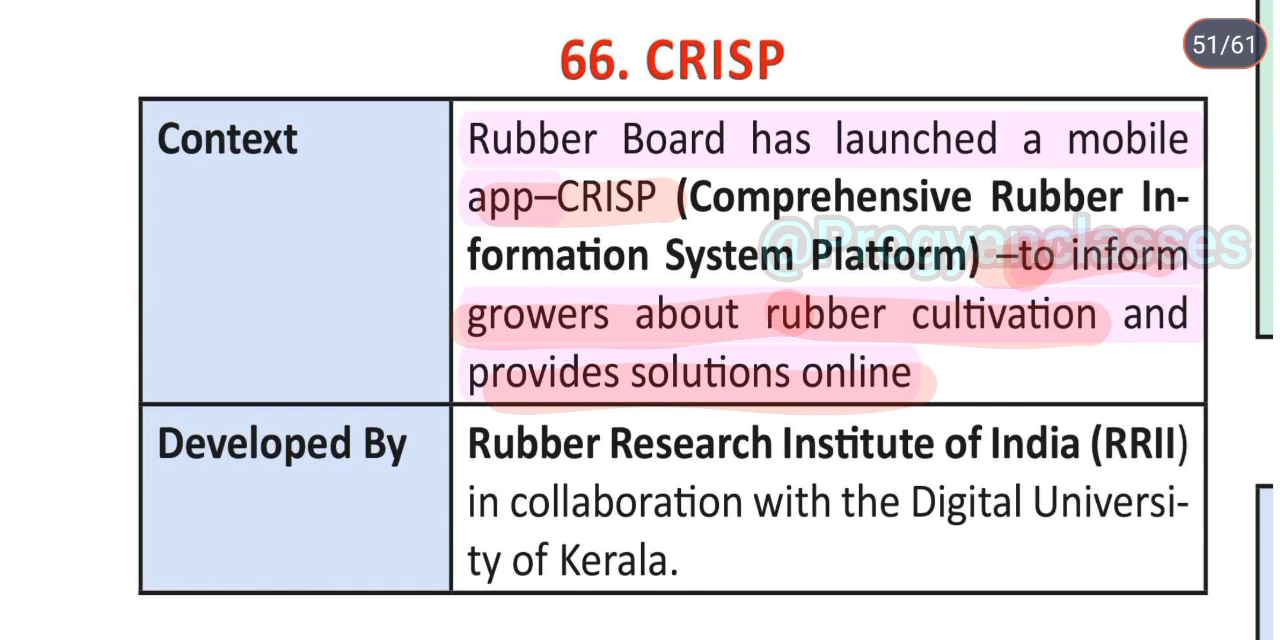 51/61
66. CRISP
Context
Rubber Board has launched a mobile
app–CRISP (Comprehensive Rubber In-
formation System Platform) –to inform
growers about rubber cultivation and
provides solutions online
@Progyanclasses
Developed By
Rubber Research Institute of India (RRII)
in collaboration with the Digital Universi-
ty of Kerala.